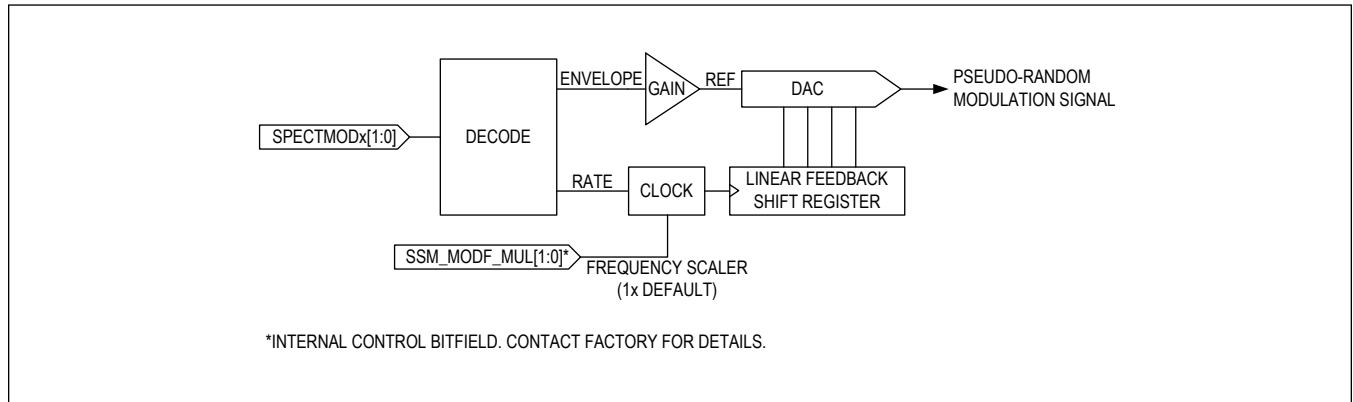 ENVELOPE
GAIN
REF
DAC
PSEUDO-RANDOM
MODULATION SIGNAL
SPECTMODx[1:0]
DECODE
RATE
CLOCK
LINEAR FEEDBACK
SHIFT REGISTER
SSM_MODF_MUL[1:0]*
FREQUENCY SCALER
(1x DEFAULT)
*INTERNAL CONTROL BITFIELD. CONTACT FACTORY FOR DETAILS.